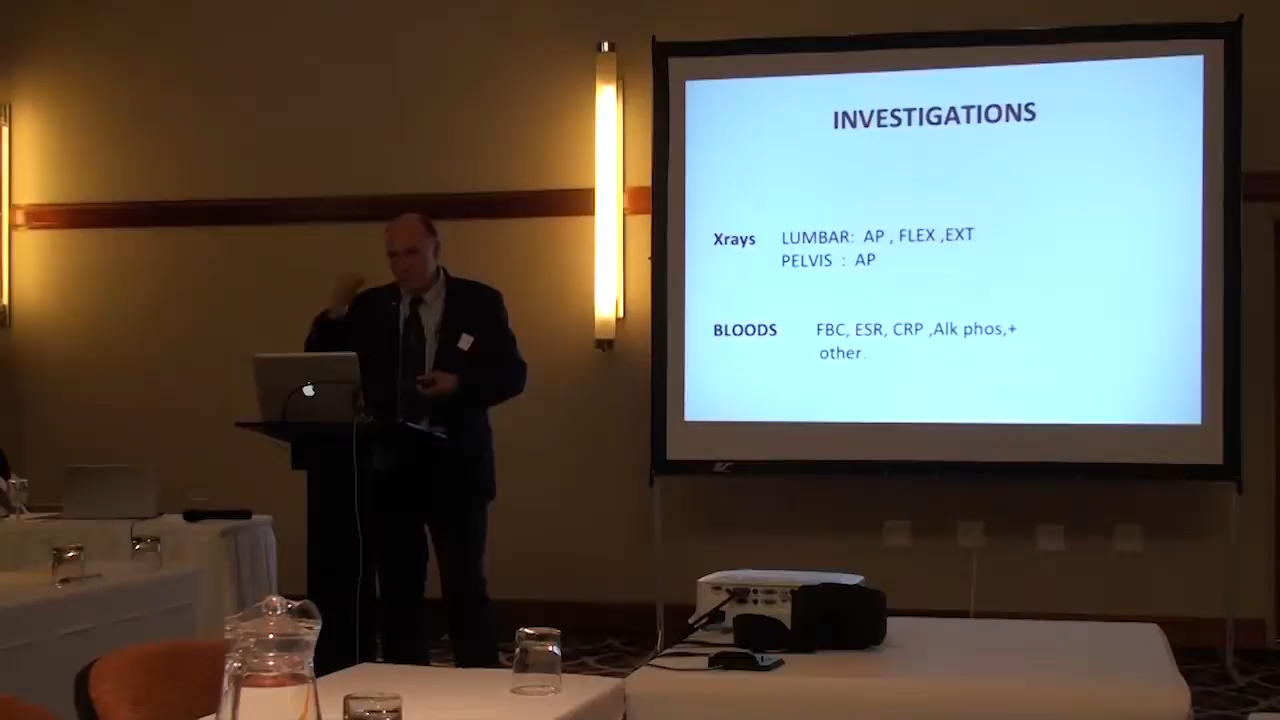 INVESTIGATIONS
Xrays LUMBAR: AP , FLEX ,EXT
PELVIS : AP
BLOODS FBC, ESR, CRP ,Alk phos,+
other.